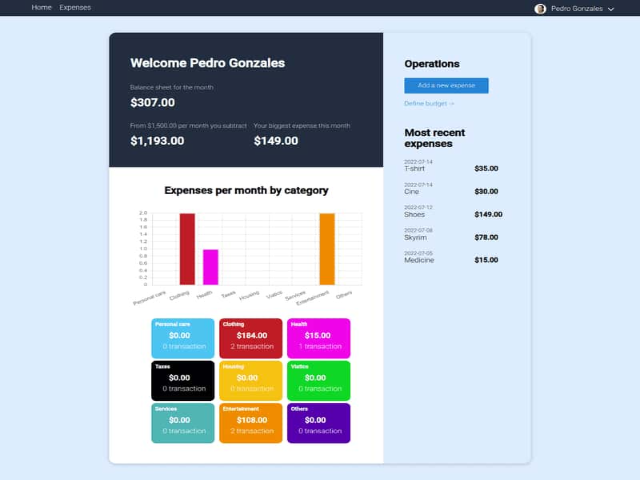 Home Expenses
Pedro Gonzales
Welcome Pedro Gonzales
Balance sheet for the month
$307.00
From $1,500.00 per month you subtract
$1,193.00
Your biggest expense this month
$149.00
Expenses per month by category
2.0
1.8
1.6
1.4
1.2
1.0
0.8
0.6
0.4
0.2
0
Personal care
Clothing
Health
Taxes
Housing
Viatics
Services
Entertainment
Others
Personal care
$0.00
0 transaction
Clothing
$184.00
2 transaction
Health
$15.00
1 transaction
Taxes
$0.00
0 transaction
Housing
$0.00
0 transaction
Viatics
$0.00
0 transaction
Services
$0.00
0 transaction
Entertainment
$108.00
2 transaction
Others
$0.00
0 transaction
Operations
Add a new expense
Define budget →
Most recent
expenses
2022-07-14
T-shirt $35.00
2022-07-14
Cine $30.00
2022-07-12
Shoes $149.00
2022-07-06
Skyrim $78.00
2022-07-05
Medicine $15.00